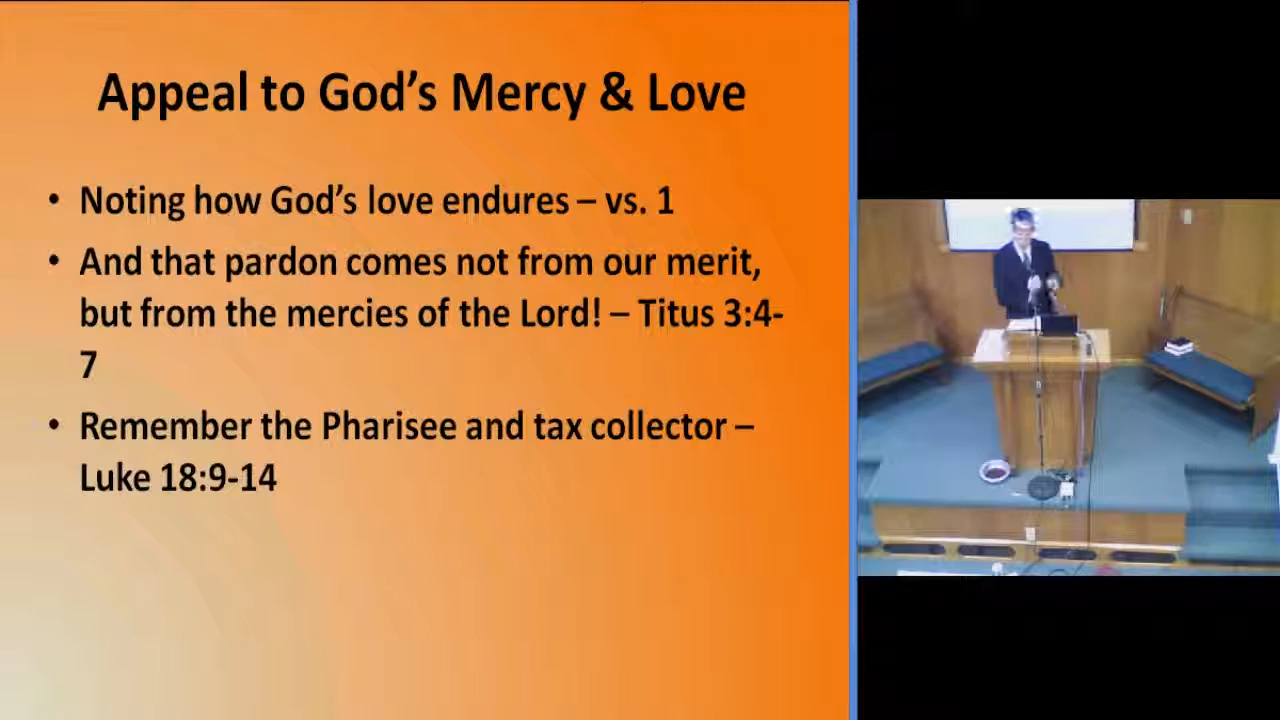 Appeal to God’s Mercy & Love
• Noting how God’s love endures – vs. 1
• And that pardon comes not from our merit,
but from the mercies of the Lord! – Titus 3:4-
7
• Remember the Pharisee and tax collector –
Luke 18:9-14